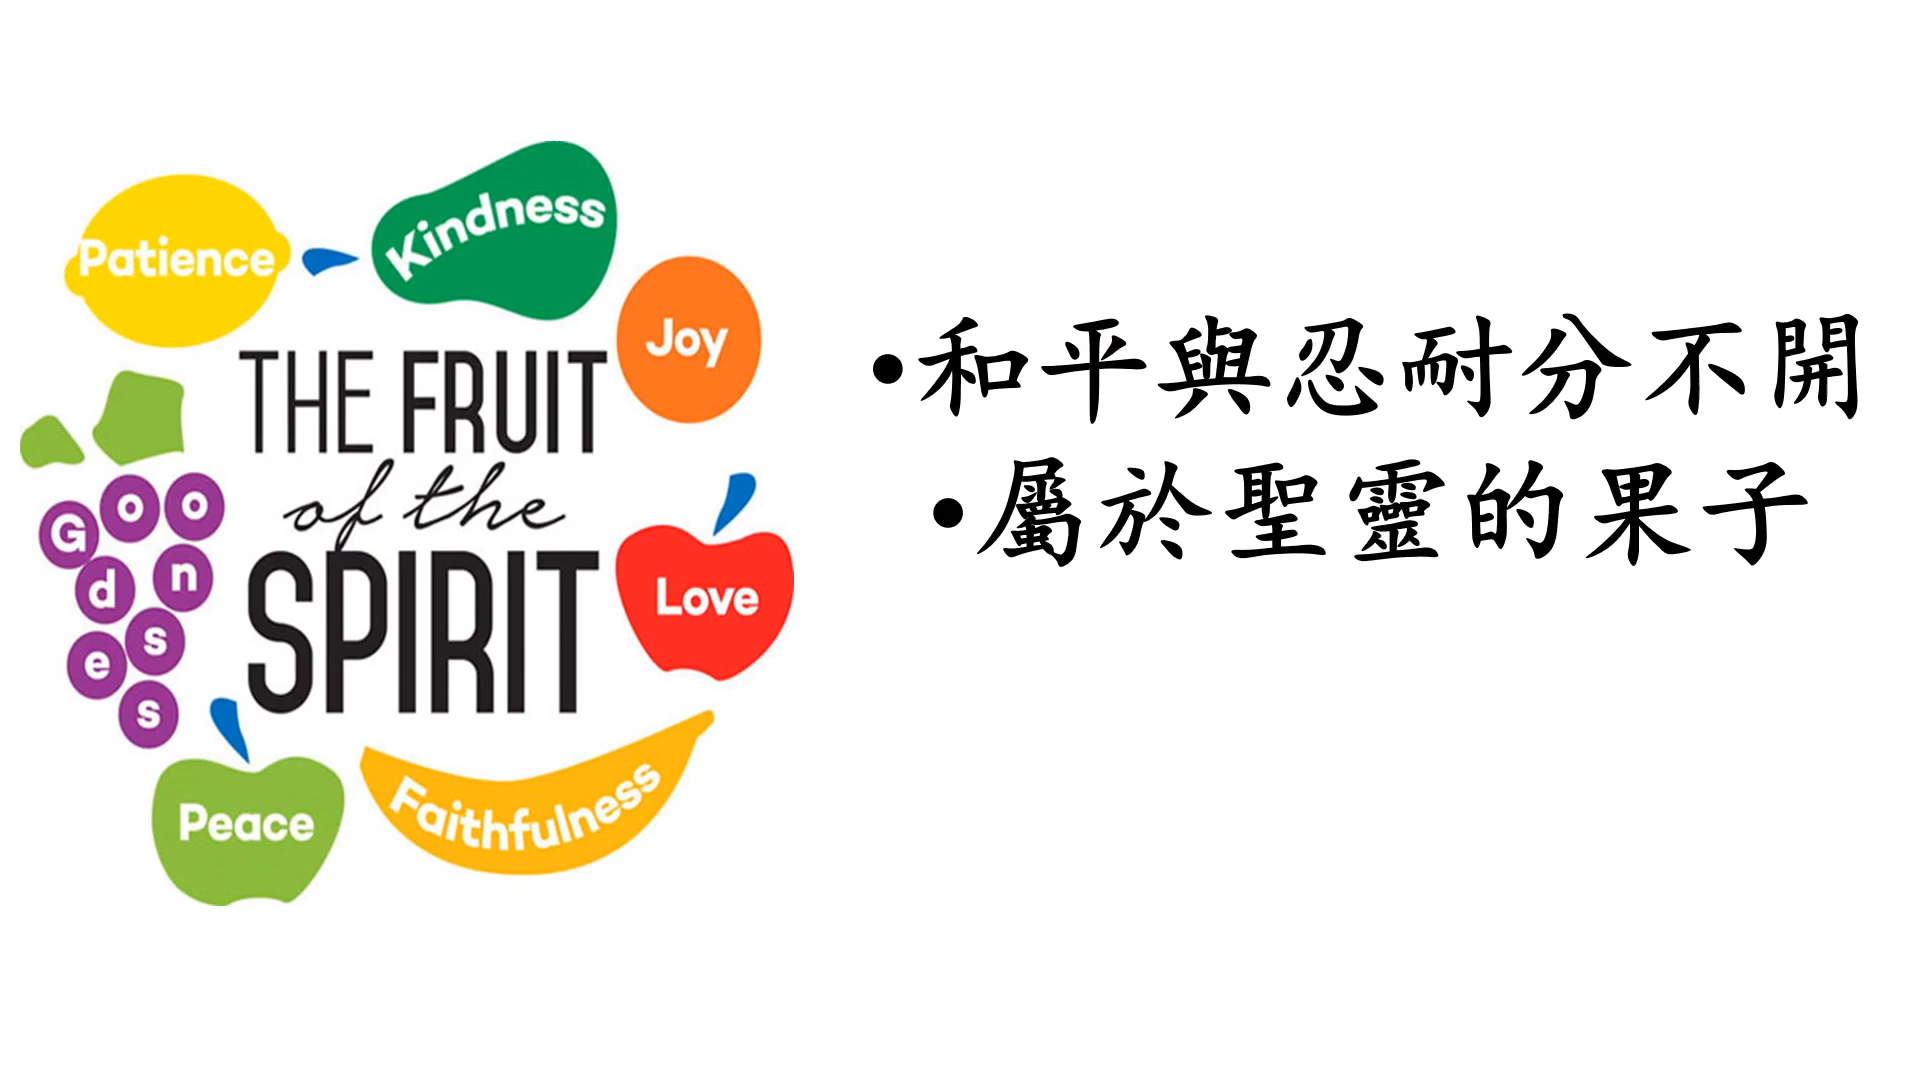 Patience
Kindness
Joy
THE FRUIT
of the
SPIRIT
Goodness
Love
Peace
Faithfulness
•和平與忍耐分不開
•屬於聖靈的果子